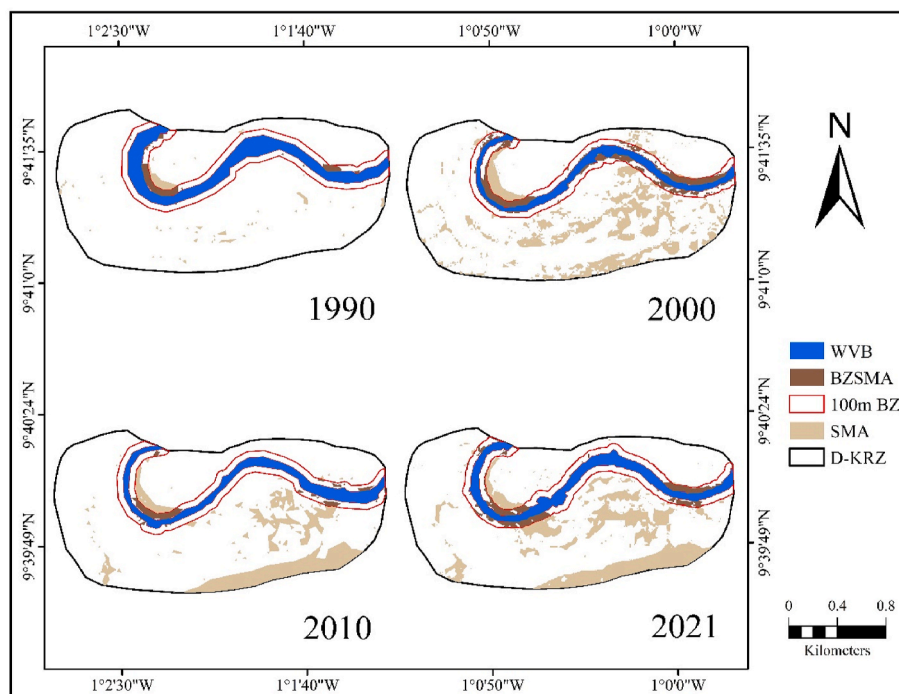 1°2'30"W
1°1'40"W
1°0'50"W
1°0'0"W
9°41'35"N
9°41'35"N
N
9°41'0"N
9°41'0"N
1990
2000
WVB
BZSMA
100m BZ
SMA
D-KRZ
9°40'24"N
9°40'24"N
9°39'49"N
9°39'49"N
2010
2021
0 0.4 0.8
Kilometers
1°2'30"W
1°1'40"W
1°0'50"W
1°0'0"W